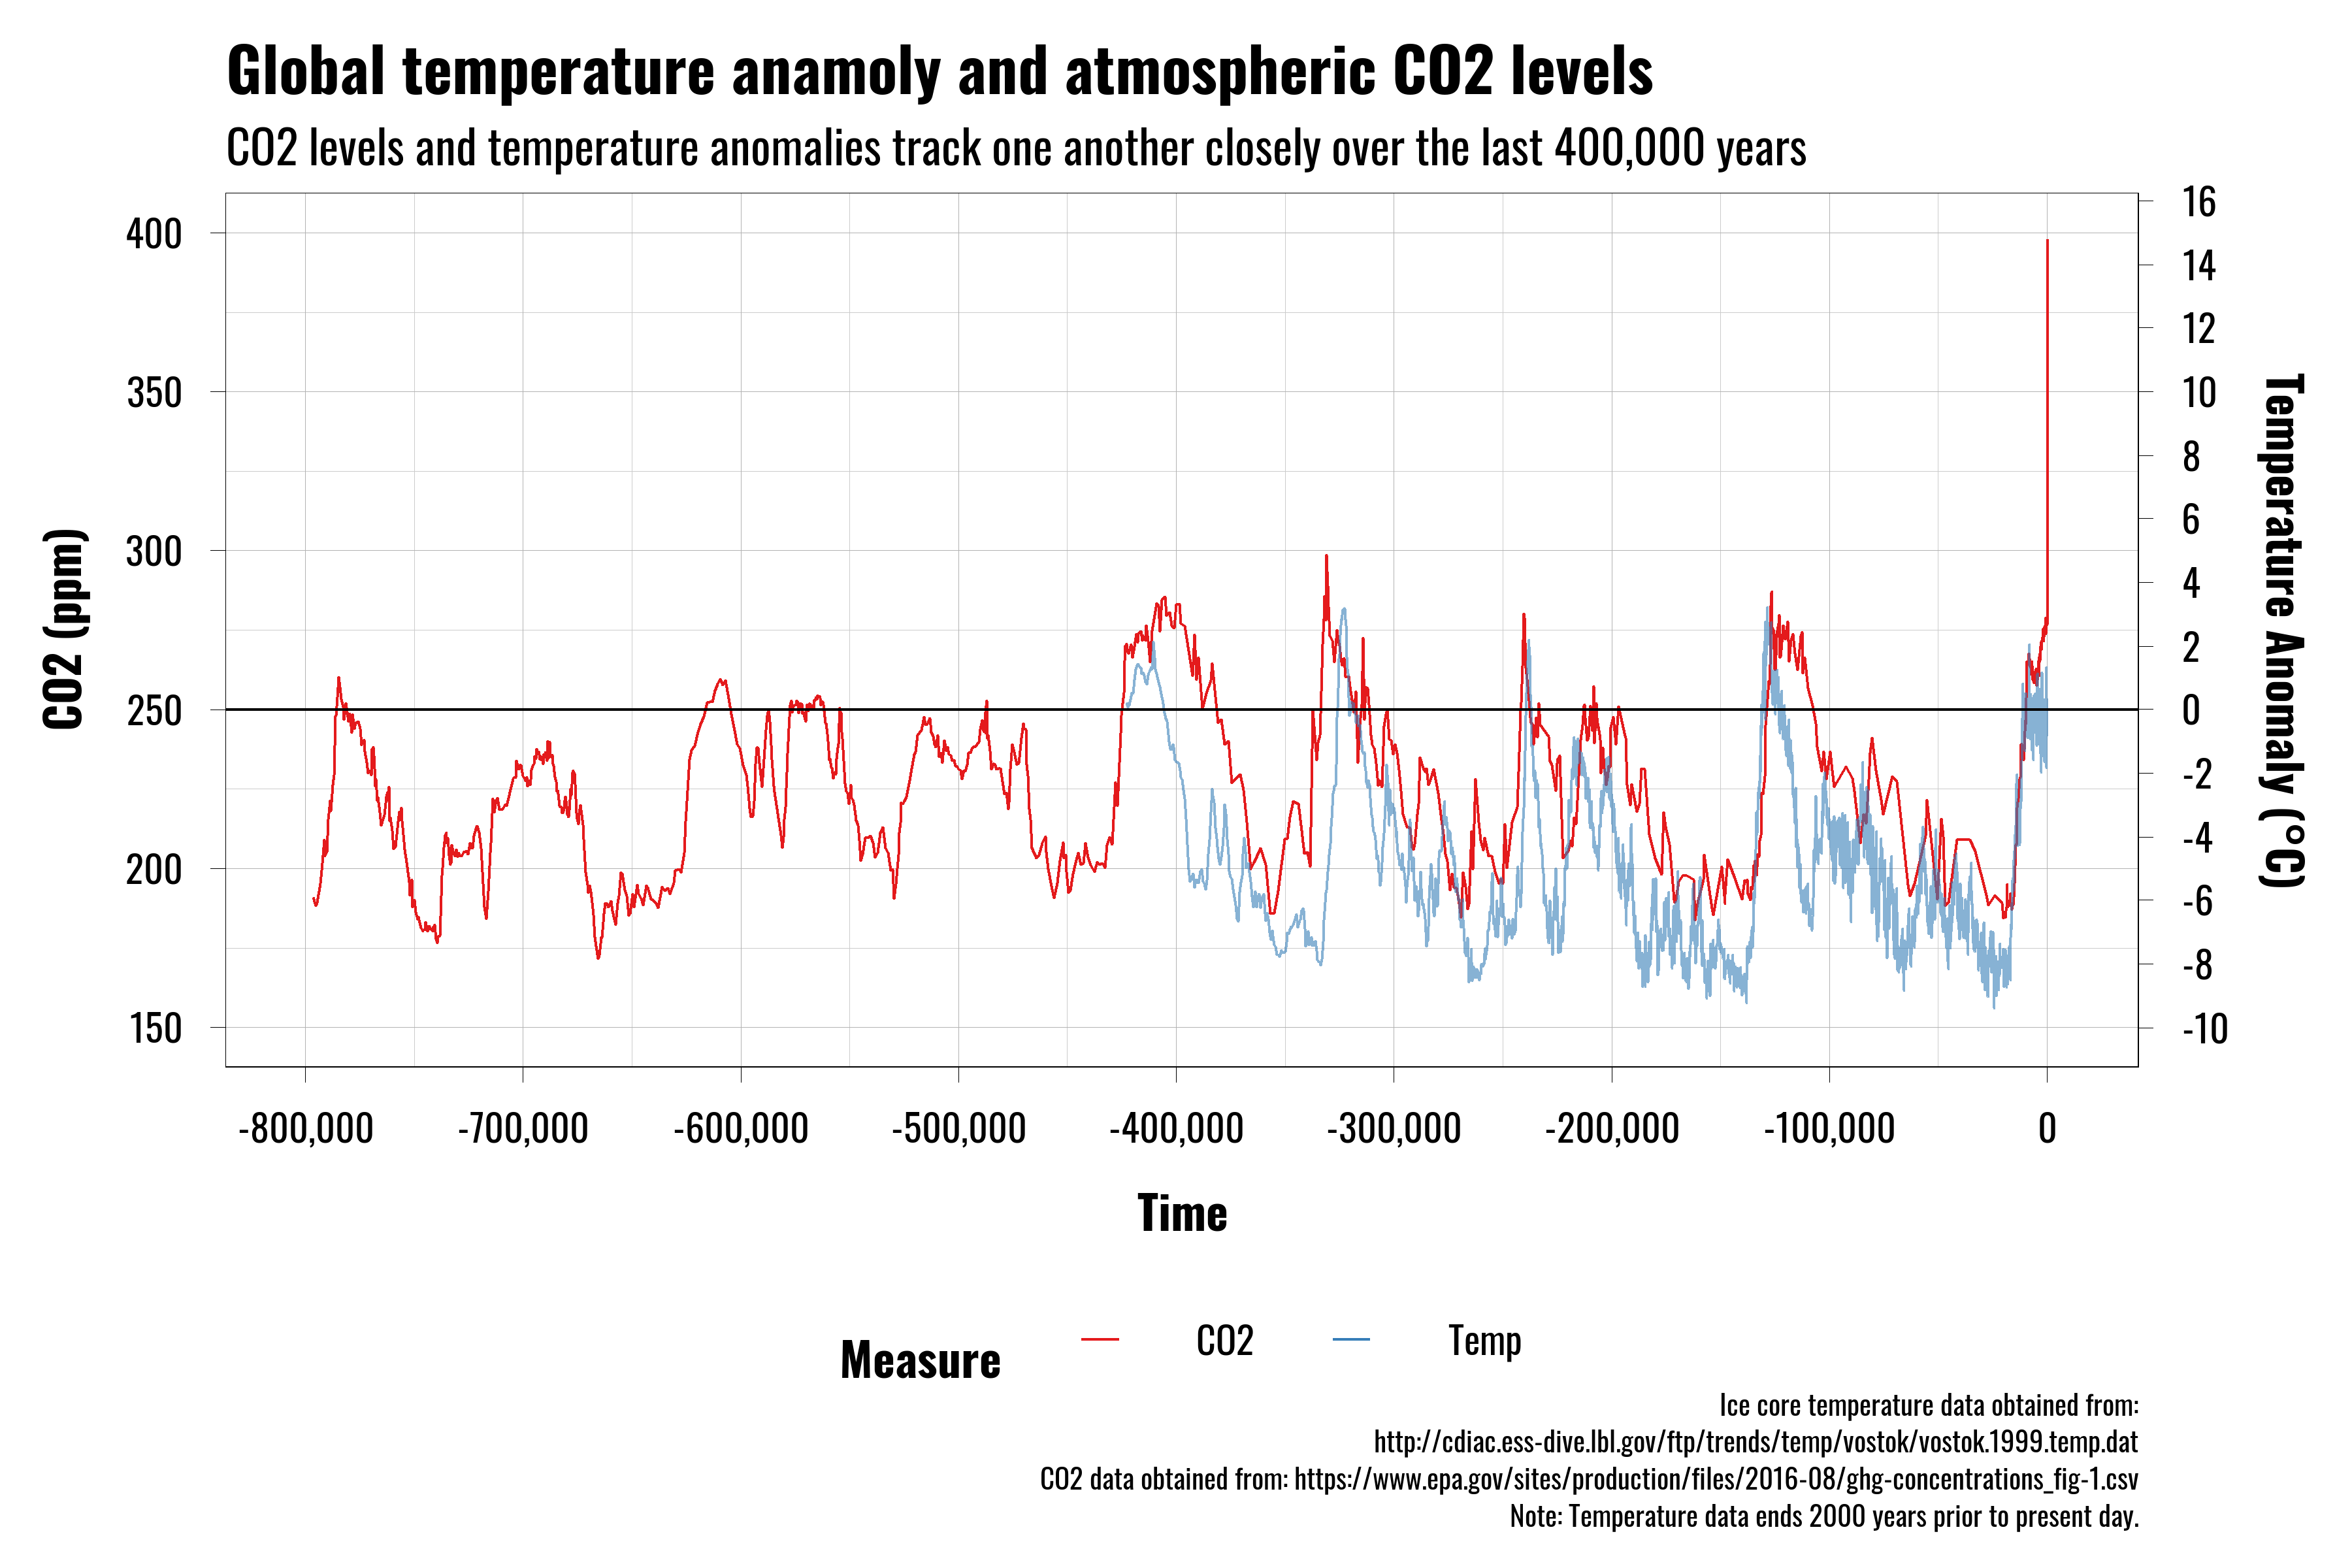 Global temperature anamoly and atmospheric CO2 levels
CO2 levels and temperature anomalies track one another closely over the last 400,000 years
CO2 (ppm)
400
350
300
250
200
150
16
14
12
10
8
6
4
2
0
-2
-4
-6
-8
-10
Temperature Anomaly (°C)
-800,000
-700,000
-600,000
-500,000
-400,000
-300,000
-200,000
-100,000
0
Time
Measure
CO2
Temp
Ice core temperature data obtained from:
http://cdiac.ess-dive.lbl.gov/ftp/trends/temp/vostok/vostok.1999.temp.dat
CO2 data obtained from: https://www.epa.gov/sites/production/files/2016-08/ghg-concentrations_fig-1.csv
Note: Temperature data ends 2000 years prior to present day.